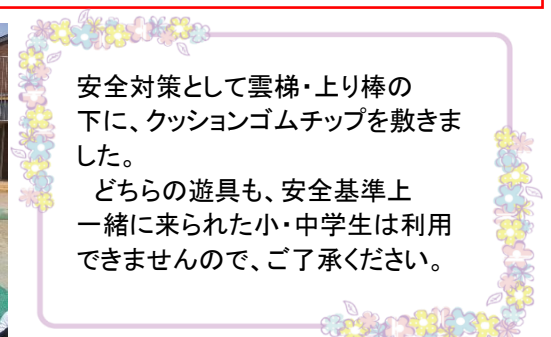 安全対策として雲梯・上り棒の
下に、クッションゴムチップを敷きま
した。
　どちらの遊具も、安全基準上
一緒に来られた小・中学生は利用
できませんので、ご了承ください。